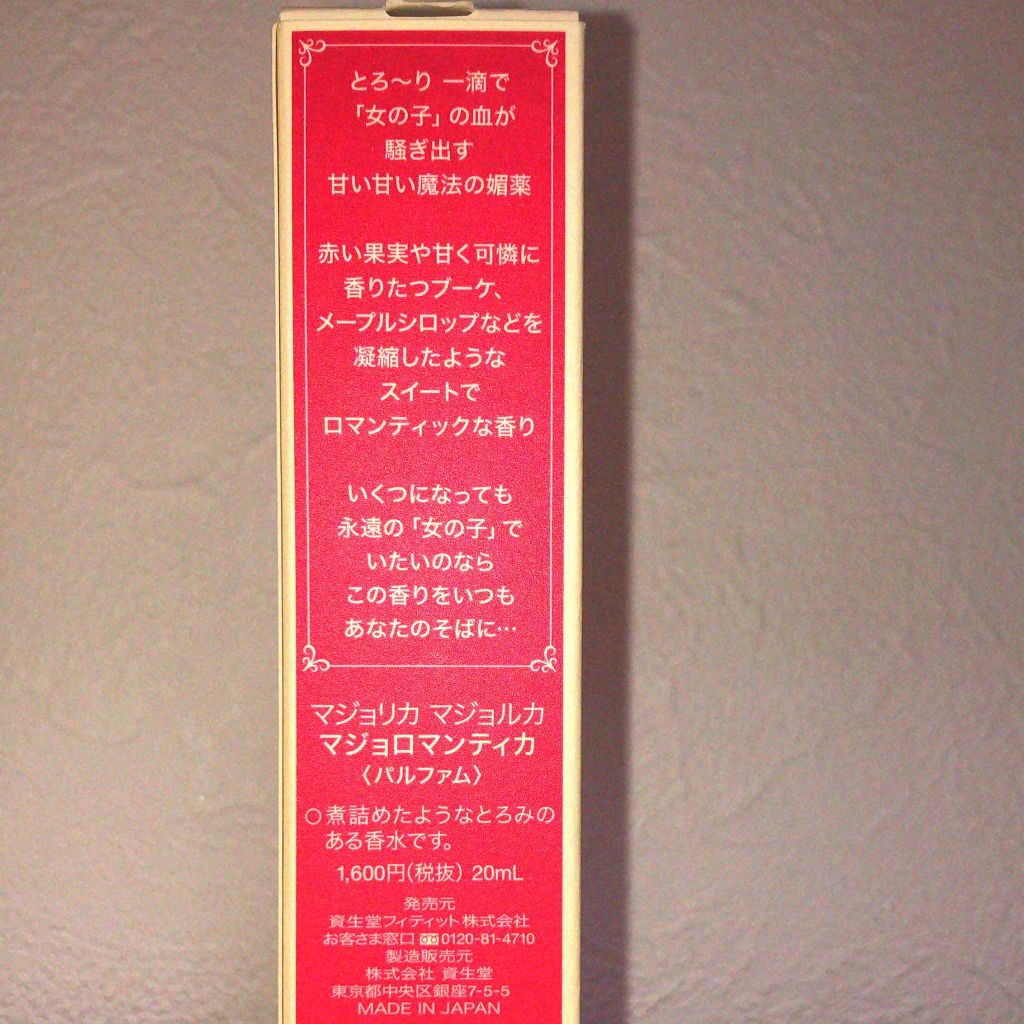 とろ〜り 一滴で
「女の子」の血が
騒ぎ出す
甘い甘い魔法の媚薬
赤い果実や甘く可憐に
香りたつブーケ、
メープルシロップなどを
凝縮したような
スイートで
ロマンティックな香り
いくつになっても
永遠の「女の子」で
いたいのなら
この香りをいつも
あなたのそばに…
マジョリカ マジョルカ
マジョロマンティカ
〈パルファム〉
○煮詰めたようなとろみの
ある香水です。
1,600円(税抜) 20mL
発売元
資生堂フィティット株式会社
お客さま窓口 0120-81-4710
製造販売元
株式会社 資生堂
東京都中央区銀座7-5-5
MADE IN JAPAN